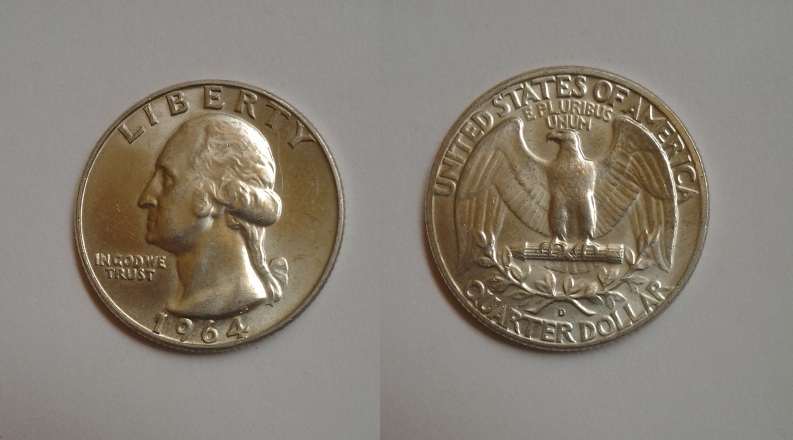 LIBERTY
IN GOD WE
TRUST
1964
UNITED STATES OF AMERICA
E PLURIBUS
UNUM
D
QUARTER DOLLAR